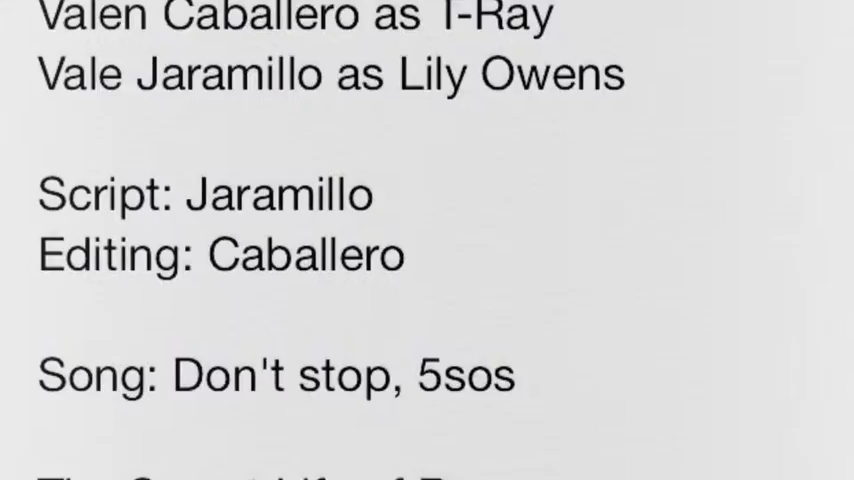 Valen Caballero as T-Ray
Vale Jaramillo as Lily Owens
Script: Jaramillo
Editing: Caballero
Song: Don't stop, 5sos